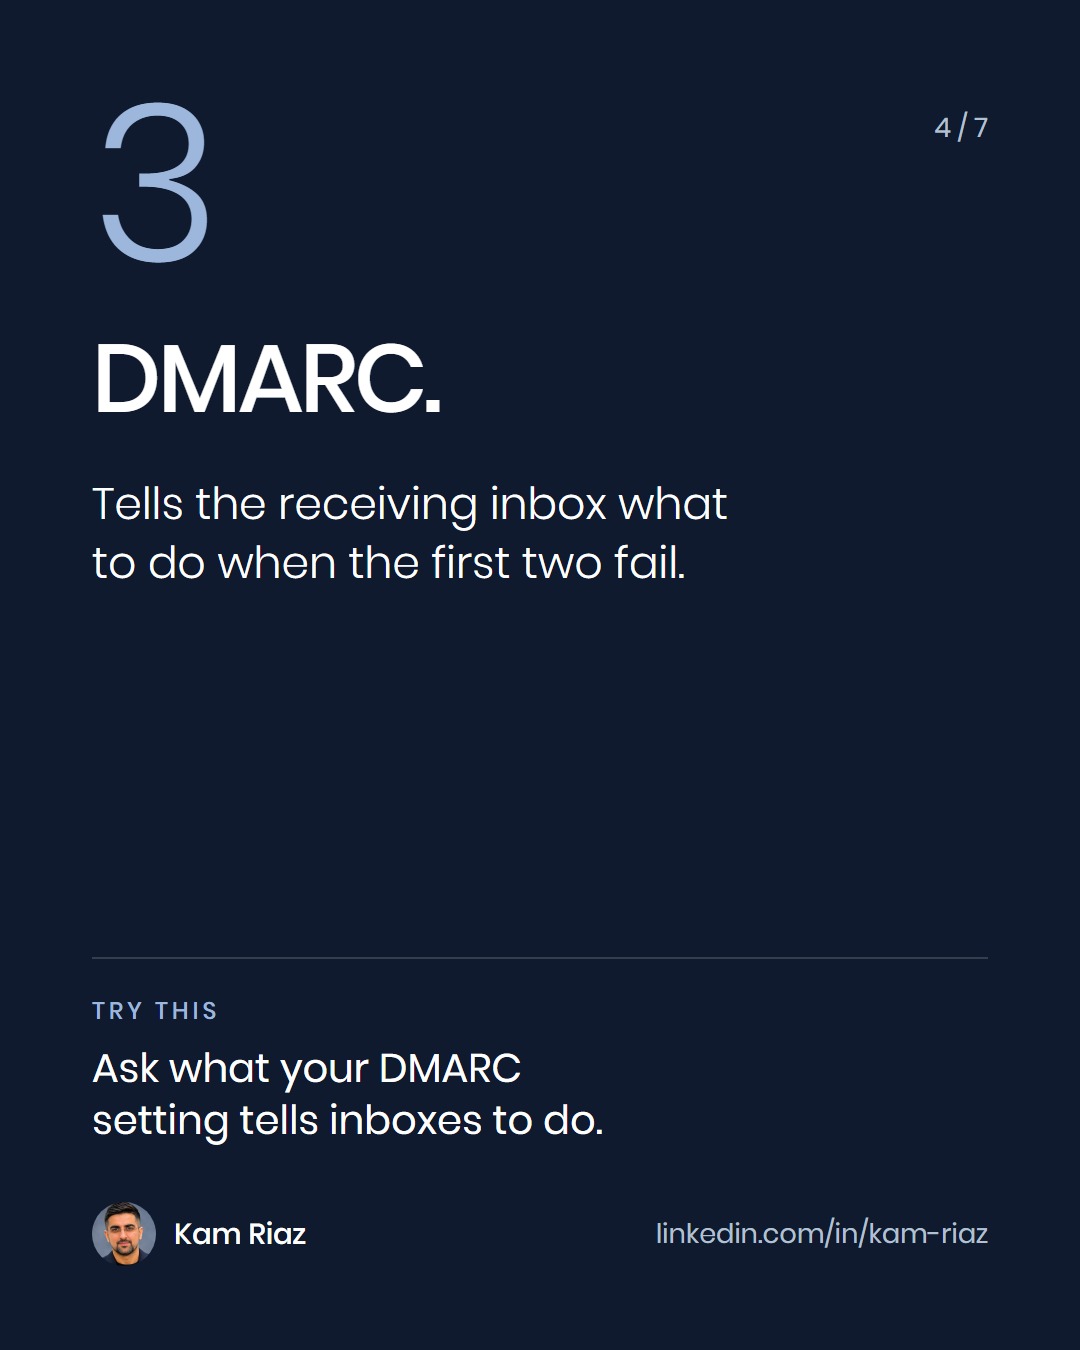 3
4 / 7
DMARC.
Tells the receiving inbox what
to do when the first two fail.
TRY THIS
Ask what your DMARC
setting tells inboxes to do.
Kam Riaz
linkedin.com/in/kam-riaz